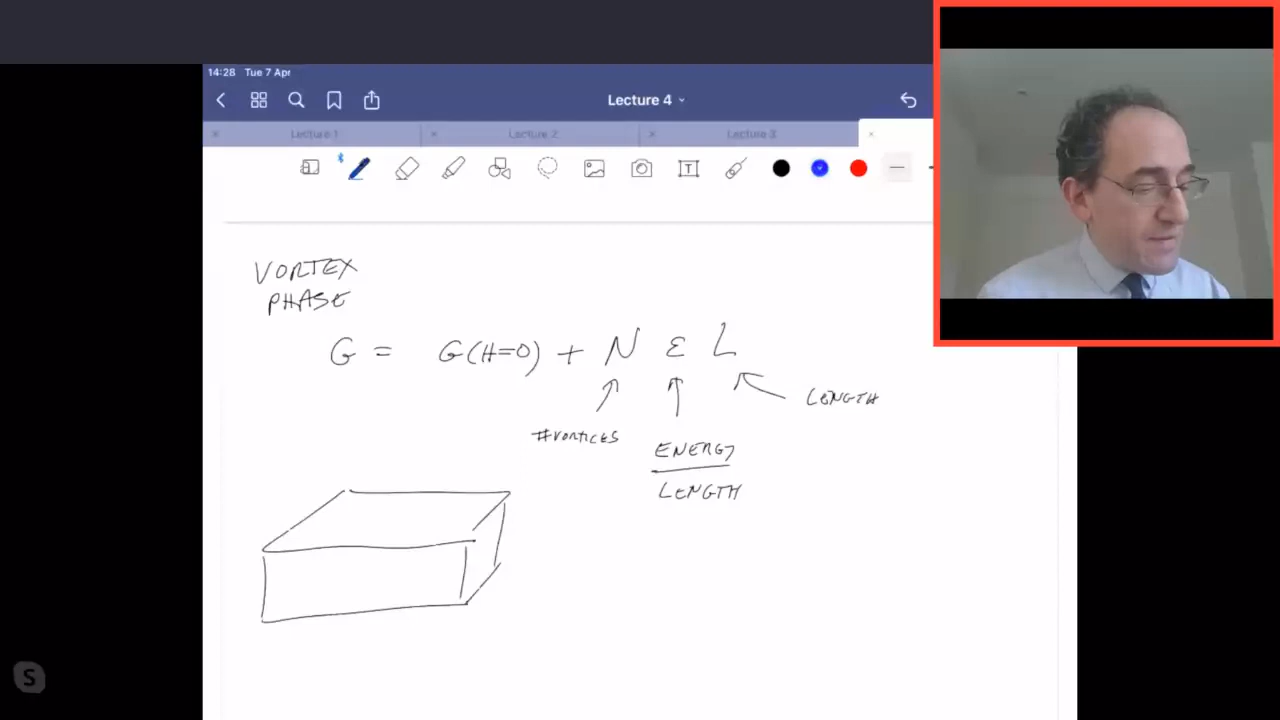 14:28 Tue 7 Apr
Lecture 4
Lecture 1
Lecture 2
Lecture 3
T
VORTEX
PHASE
G = G(H=0) + N ε L
LENGTH
#VORTICES
ENERGY
LENGTH
S